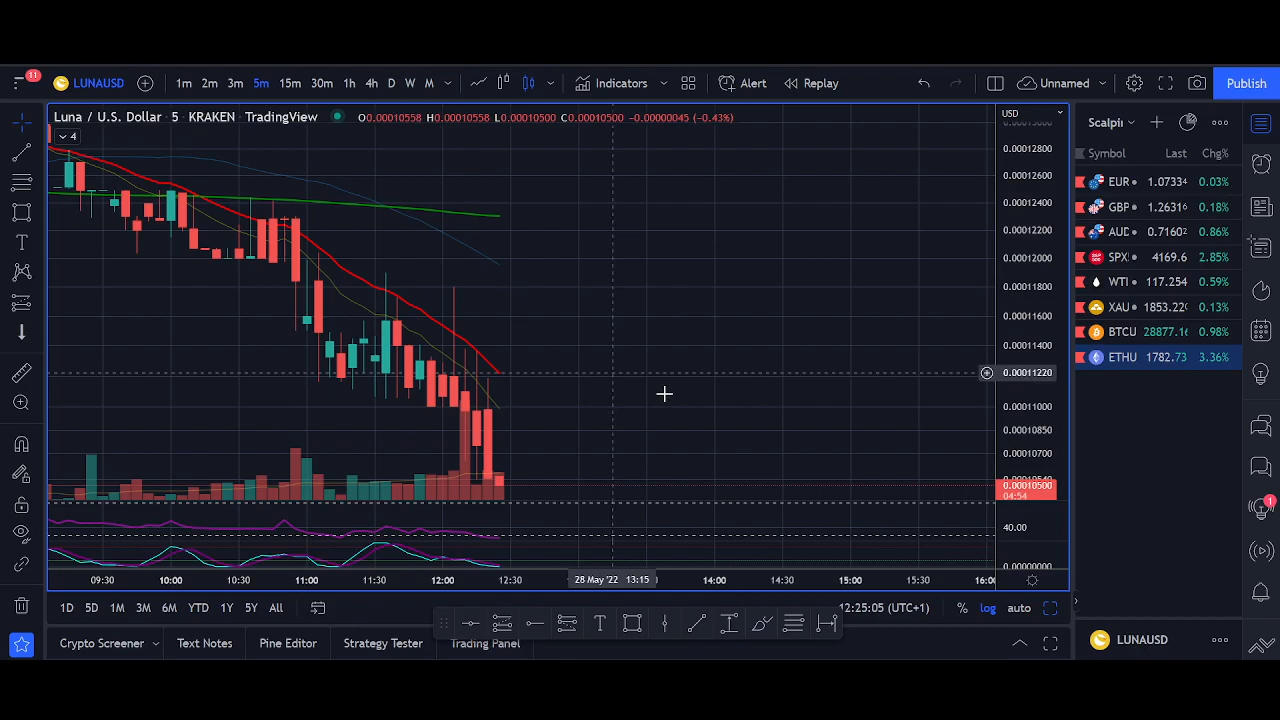 11
LUNAUSD 1m 2m 3m 5m 15m 30m 1h 4h D W M Indicators Alert Replay Unnamed Publish
Luna / U.S. Dollar · 5 · KRAKEN · TradingView O0.00010558 H0.00010558 L0.00010500 C0.00010500 −0.00000045 (−0.43%)
4
USD
0.00012800
0.00012600
0.00012400
0.00012200
0.00012000
0.00011800
0.00011600
0.00011400
0.00011220
0.00011000
0.00010850
0.00010700
0.00010500
04:54
40.00
0.00000000
09:30 10:00 10:30 11:00 11:30 12:00 12:30 28 May '22 13:15 14:00 14:30 15:00 15:30 16:0
1D 5D 1M 3M 6M YTD 1Y 5Y All 12:25:05 (UTC+1) % log auto
T
T
Crypto Screener Text Notes Pine Editor Strategy Tester Trading Panel
Scalpi
Symbol Last Chg%
EUR 1.07334 0.03%
GBP 1.26316 0.18%
AUD 0.71602 0.86%
SPX 4169.6 2.85%
WTI 117.254 0.59%
XAU 1853.22 0.13%
BTCU 28877.1 0.98%
ETHU 1782.73 3.36%
1
LUNAUSD